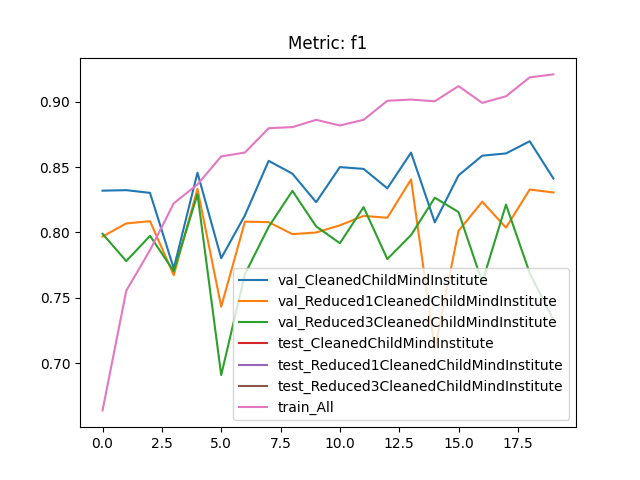 Metric: f1
0.90
0.85
0.80
0.75
0.70
val_CleanedChildMindInstitute
val_Reduced1CleanedChildMindInstitute
val_Reduced3CleanedChildMindInstitute
test_CleanedChildMindInstitute
test_Reduced1CleanedChildMindInstitute
test_Reduced3CleanedChildMindInstitute
train_All
0.0 2.5 5.0 7.5 10.0 12.5 15.0 17.5